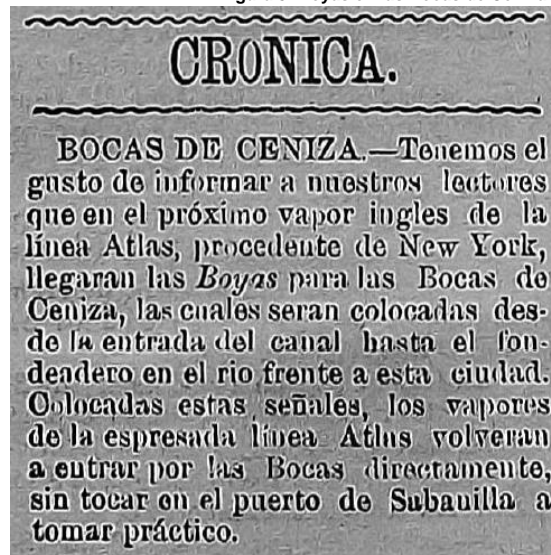 CRONICA.
BOCAS DE CENIZA.—Tenemos el
gusto de informar a nuestros lectores
que en el próximo vapor ingles de la
línea Atlas, procedente de New York,
llegaran las Boyas para las Bocas de
Ceniza, las cuales seran colocadas des-
de la entrada del canal hasta el fon-
deadero en el rio frente a esta ciudad.
Colocadas estas señales, los vapores
de la espresada línea Atlas volveran
a entrar por las Bocas directamente,
sin tocar en el puerto de Sabanilla a
tomar práctico.